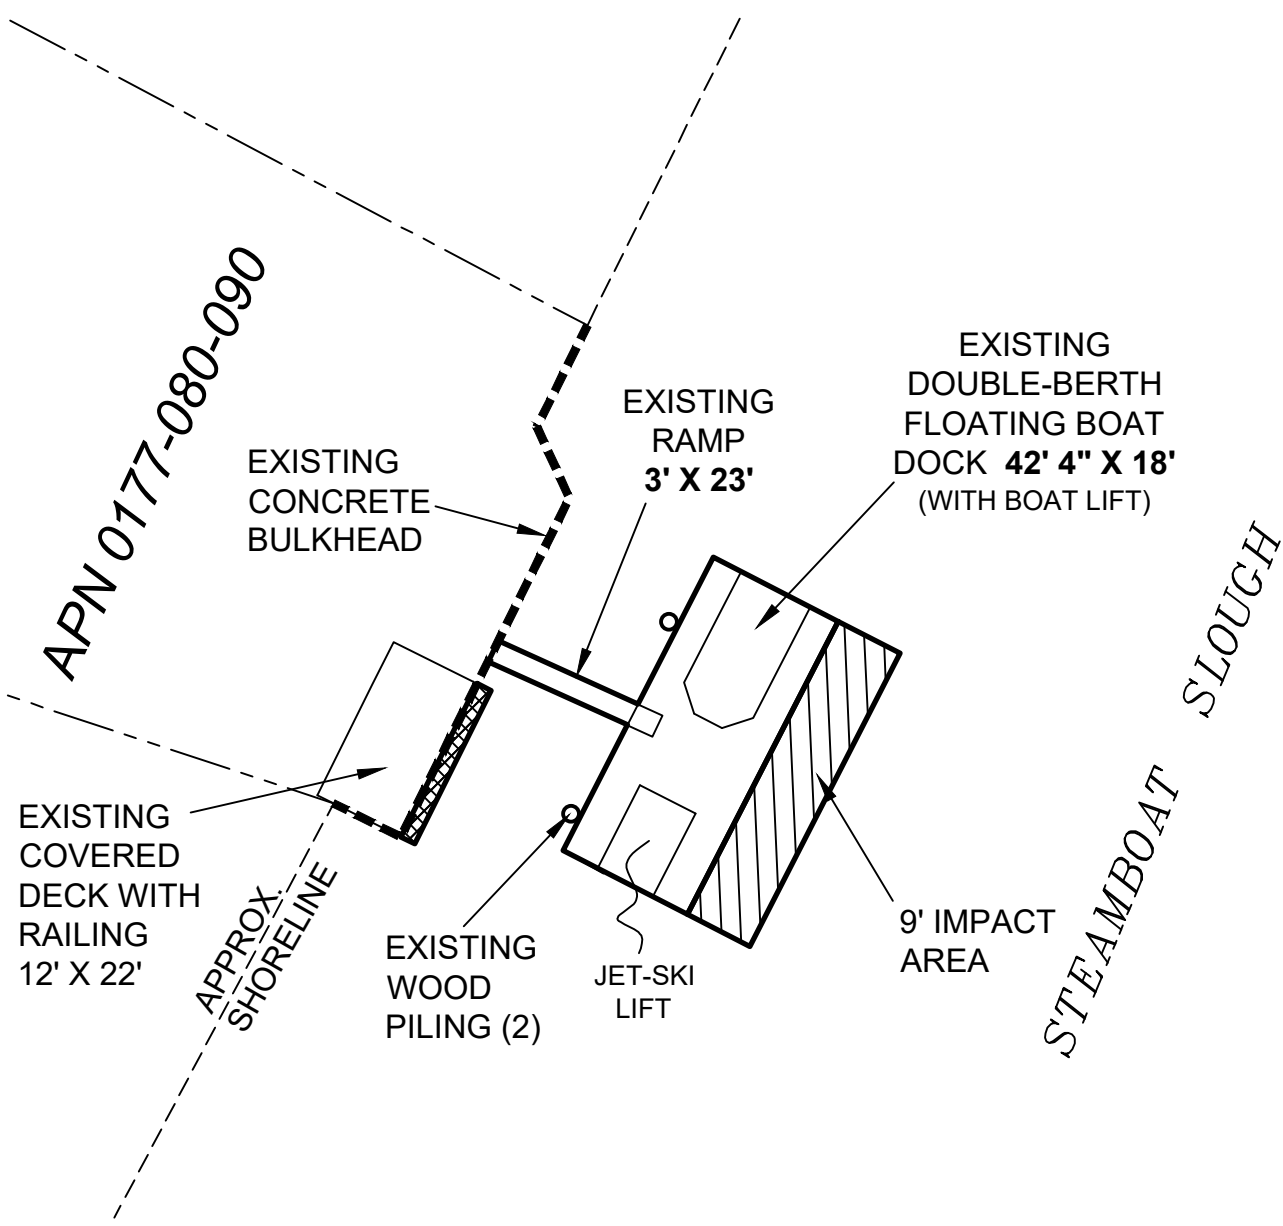 APN 0177-080-090
EXISTING
CONCRETE
BULKHEAD
EXISTING
RAMP
3' X 23'
EXISTING
DOUBLE-BERTH
FLOATING BOAT
DOCK 42' 4" X 18'
(WITH BOAT LIFT)
STEAMBOAT SLOUGH
EXISTING
COVERED
DECK WITH
RAILING
12' X 22'
APPROX.
SHORELINE
EXISTING
WOOD
PILING (2)
JET-SKI
LIFT
9' IMPACT
AREA